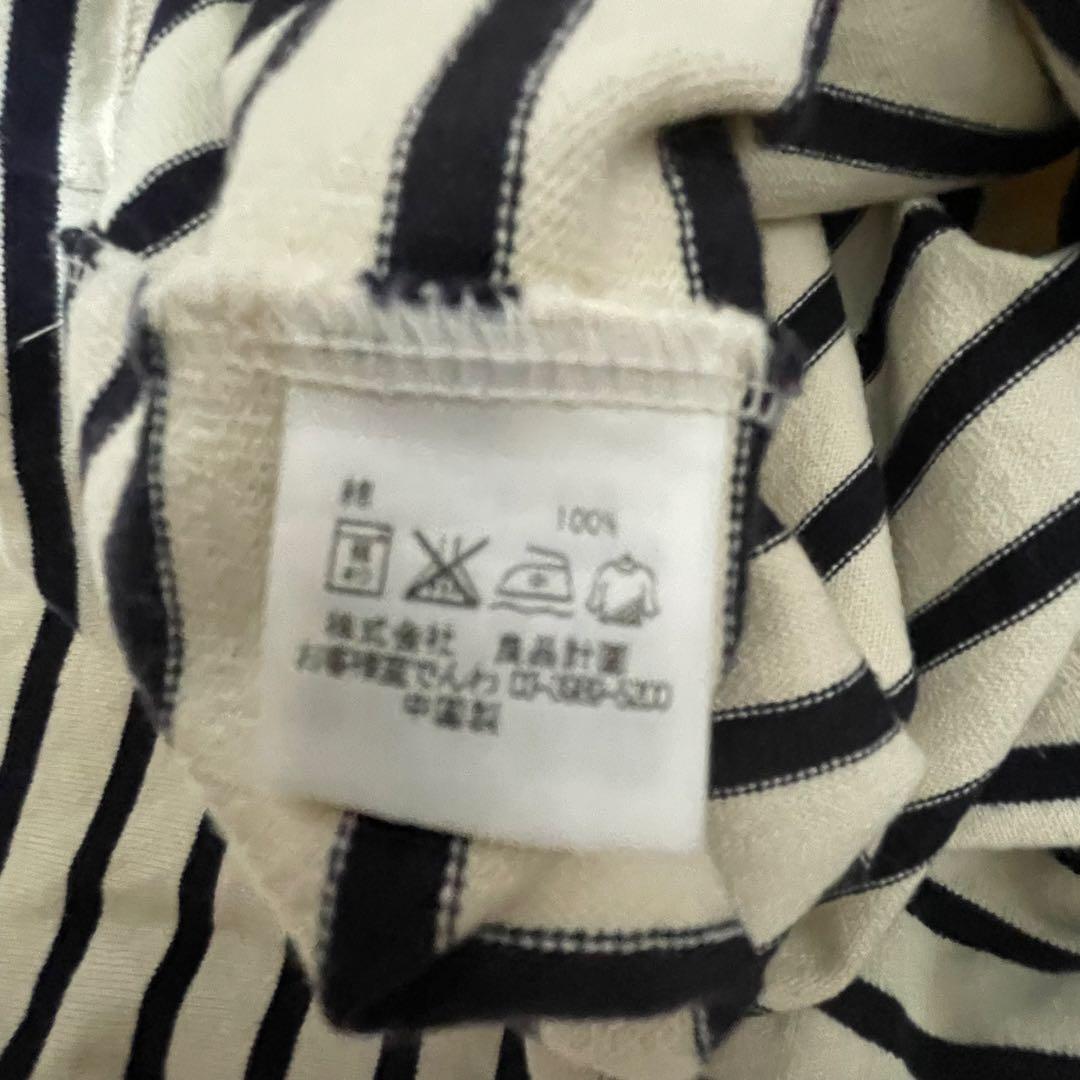 綿 100%
株式会社 良品計画
お客様室でんわ 03-3989-5200
中国製